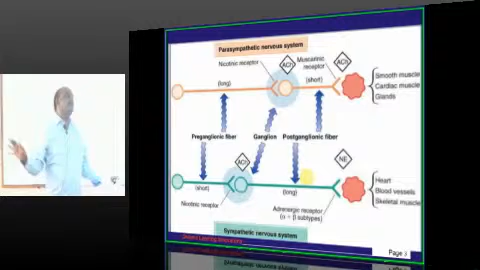 Parasympathetic nervous system
Nicotinic receptor
ACh
Muscarinic receptor
ACh
(long)
(short)
Smooth muscle
Cardiac muscle
Glands
Preganglionic fiber
Ganglion
Postganglionic fiber
ACh
NE
(short)
(long)
Heart
Blood vessels
Skeletal muscle
Nicotinic receptor
Adrenergic receptor
(α + β subtypes)
Sympathetic nervous system
Page